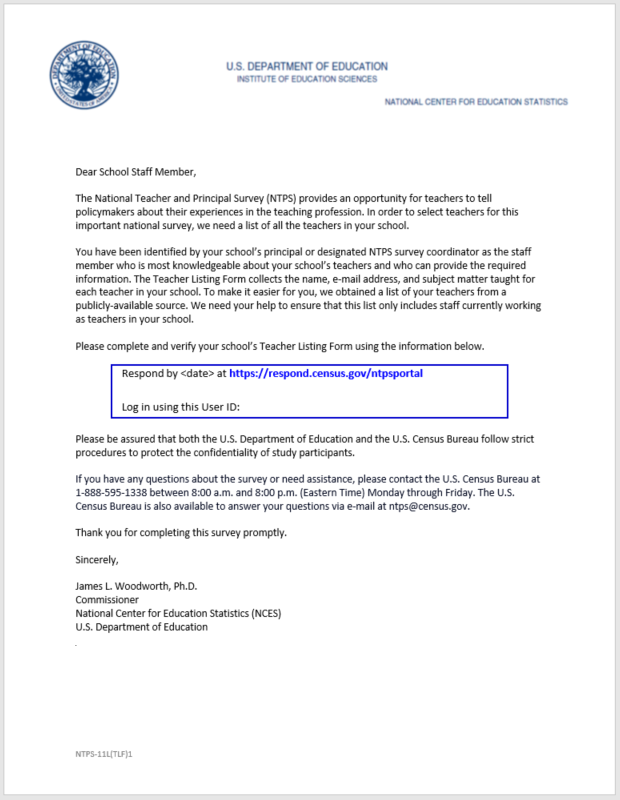 DEPARTMENT OF EDUCATION
UNITED STATES OF AMERICA
U.S. DEPARTMENT OF EDUCATION
INSTITUTE OF EDUCATION SCIENCES
NATIONAL CENTER FOR EDUCATION STATISTICS
Dear School Staff Member,
The National Teacher and Principal Survey (NTPS) provides an opportunity for teachers to tell
policymakers about their experiences in the teaching profession. In order to select teachers for this
important national survey, we need a list of all the teachers in your school.
You have been identified by your school's principal or designated NTPS survey coordinator as the staff
member who is most knowledgeable about your school's teachers and who can provide the required
information. The Teacher Listing Form collects the name, e-mail address, and subject matter taught for
each teacher in your school. To make it easier for you, we obtained a list of your teachers from a
publicly-available source. We need your help to ensure that this list only includes staff currently working
as teachers in your school.
Please complete and verify your school's Teacher Listing Form using the information below.
Respond by <date> at https://respond.census.gov/ntpsportal
Log in using this User ID:
Please be assured that both the U.S. Department of Education and the U.S. Census Bureau follow strict
procedures to protect the confidentiality of study participants.
If you have any questions about the survey or need assistance, please contact the U.S. Census Bureau at
1-888-595-1338 between 8:00 a.m. and 8:00 p.m. (Eastern Time) Monday through Friday. The U.S.
Census Bureau is also available to answer your questions via e-mail at ntps@census.gov.
Thank you for completing this survey promptly.
Sincerely,
James L. Woodworth, Ph.D.
Commissioner
National Center for Education Statistics (NCES)
U.S. Department of Education
.
NTPS-11L(TLF)1